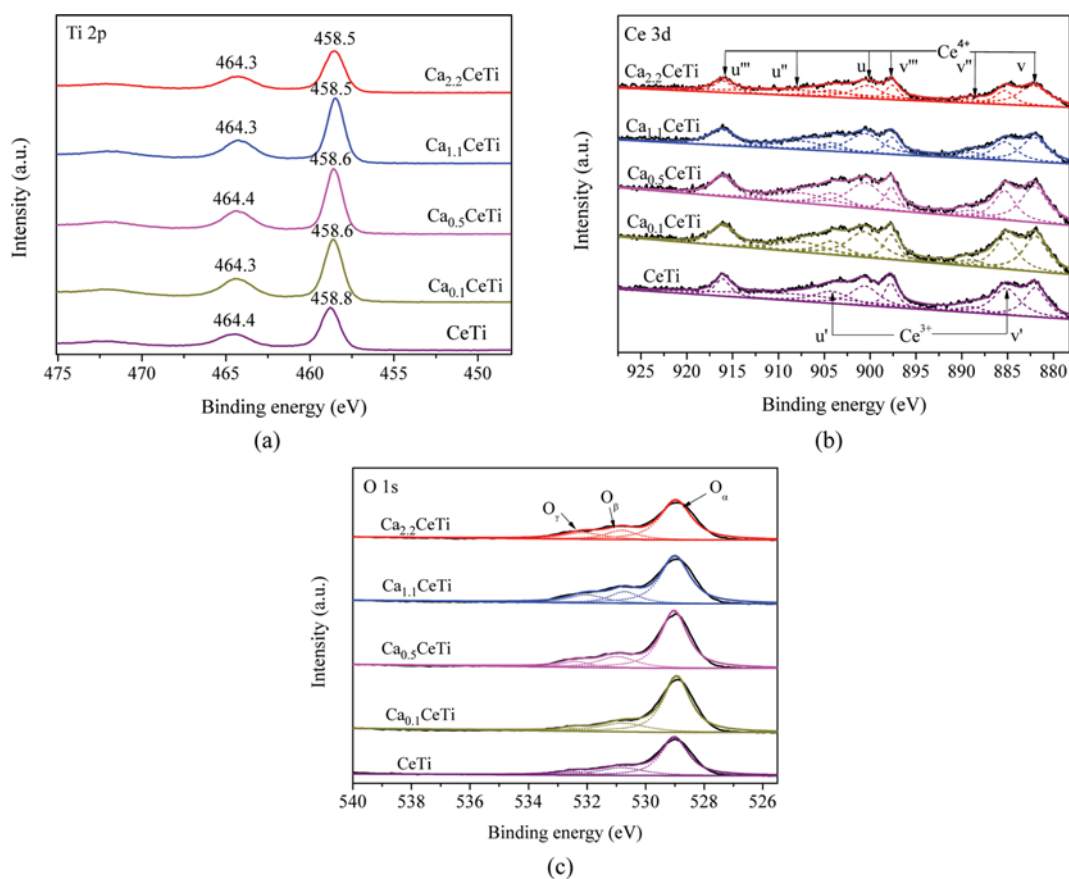 Ti 2p
458.5
464.3
Ca2.2CeTi
458.5
464.3
Ca1.1CeTi
458.6
464.4
Ca0.5CeTi
458.6
464.3
Ca0.1CeTi
458.8
464.4
CeTi
Intensity (a.u.)
475 470 465 460 455 450
Binding energy (eV)
(a)
Ce 3d
Ce4+
u''' u'' u v''' v'' v
Ca2.2CeTi
Ca1.1CeTi
Ca0.5CeTi
Ca0.1CeTi
CeTi
u' Ce3+ v'
Intensity (a.u.)
925 920 915 910 905 900 895 890 885 880
Binding energy (eV)
(b)
O 1s
Oγ Oβ Oα
Ca2.2CeTi
Ca1.1CeTi
Ca0.5CeTi
Ca0.1CeTi
CeTi
Intensity (a.u.)
540 538 536 534 532 530 528 526
Binding energy (eV)
(c)